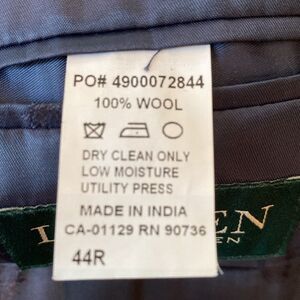 PO# 4900072844
100% WOOL
DRY CLEAN ONLY
LOW MOISTURE
UTILITY PRESS
MADE IN INDIA
CA-01129 RN 90736
44R